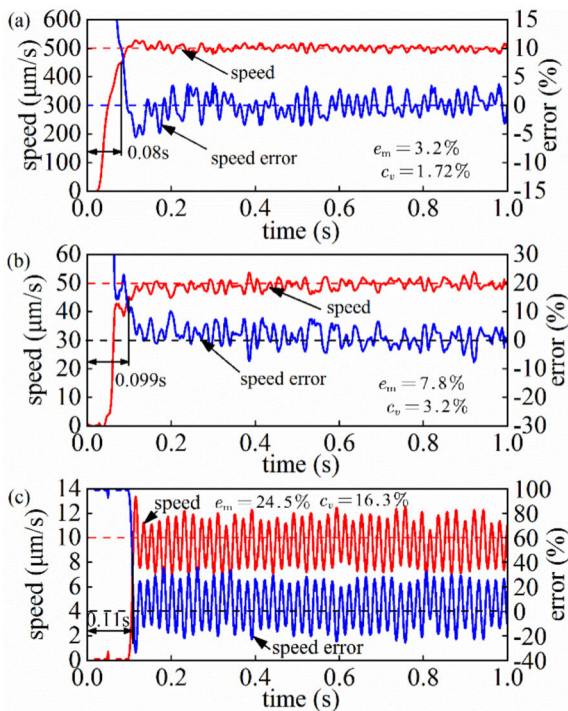 (a)
600
500
400
300
200
100
0
speed (μm/s)
15
10
5
0
-5
-10
-15
error (%)
speed
0.08s
speed error
e_m = 3.2%
c_v = 1.72%
0.0 0.2 0.4 0.6 0.8 1.0
time (s)
(b)
60
50
40
30
20
10
0
speed (μm/s)
30
20
10
0
-10
-20
-30
error (%)
speed
0.099s
speed error
e_m = 7.8%
c_v = 3.2%
0.0 0.2 0.4 0.6 0.8 1.0
time (s)
(c)
14
12
10
8
6
4
2
0
speed (μm/s)
100
80
60
40
20
0
-20
-40
error (%)
speed e_m = 24.5% c_v = 16.3%
0.11s
speed error
0.0 0.2 0.4 0.6 0.8 1.0
time (s)